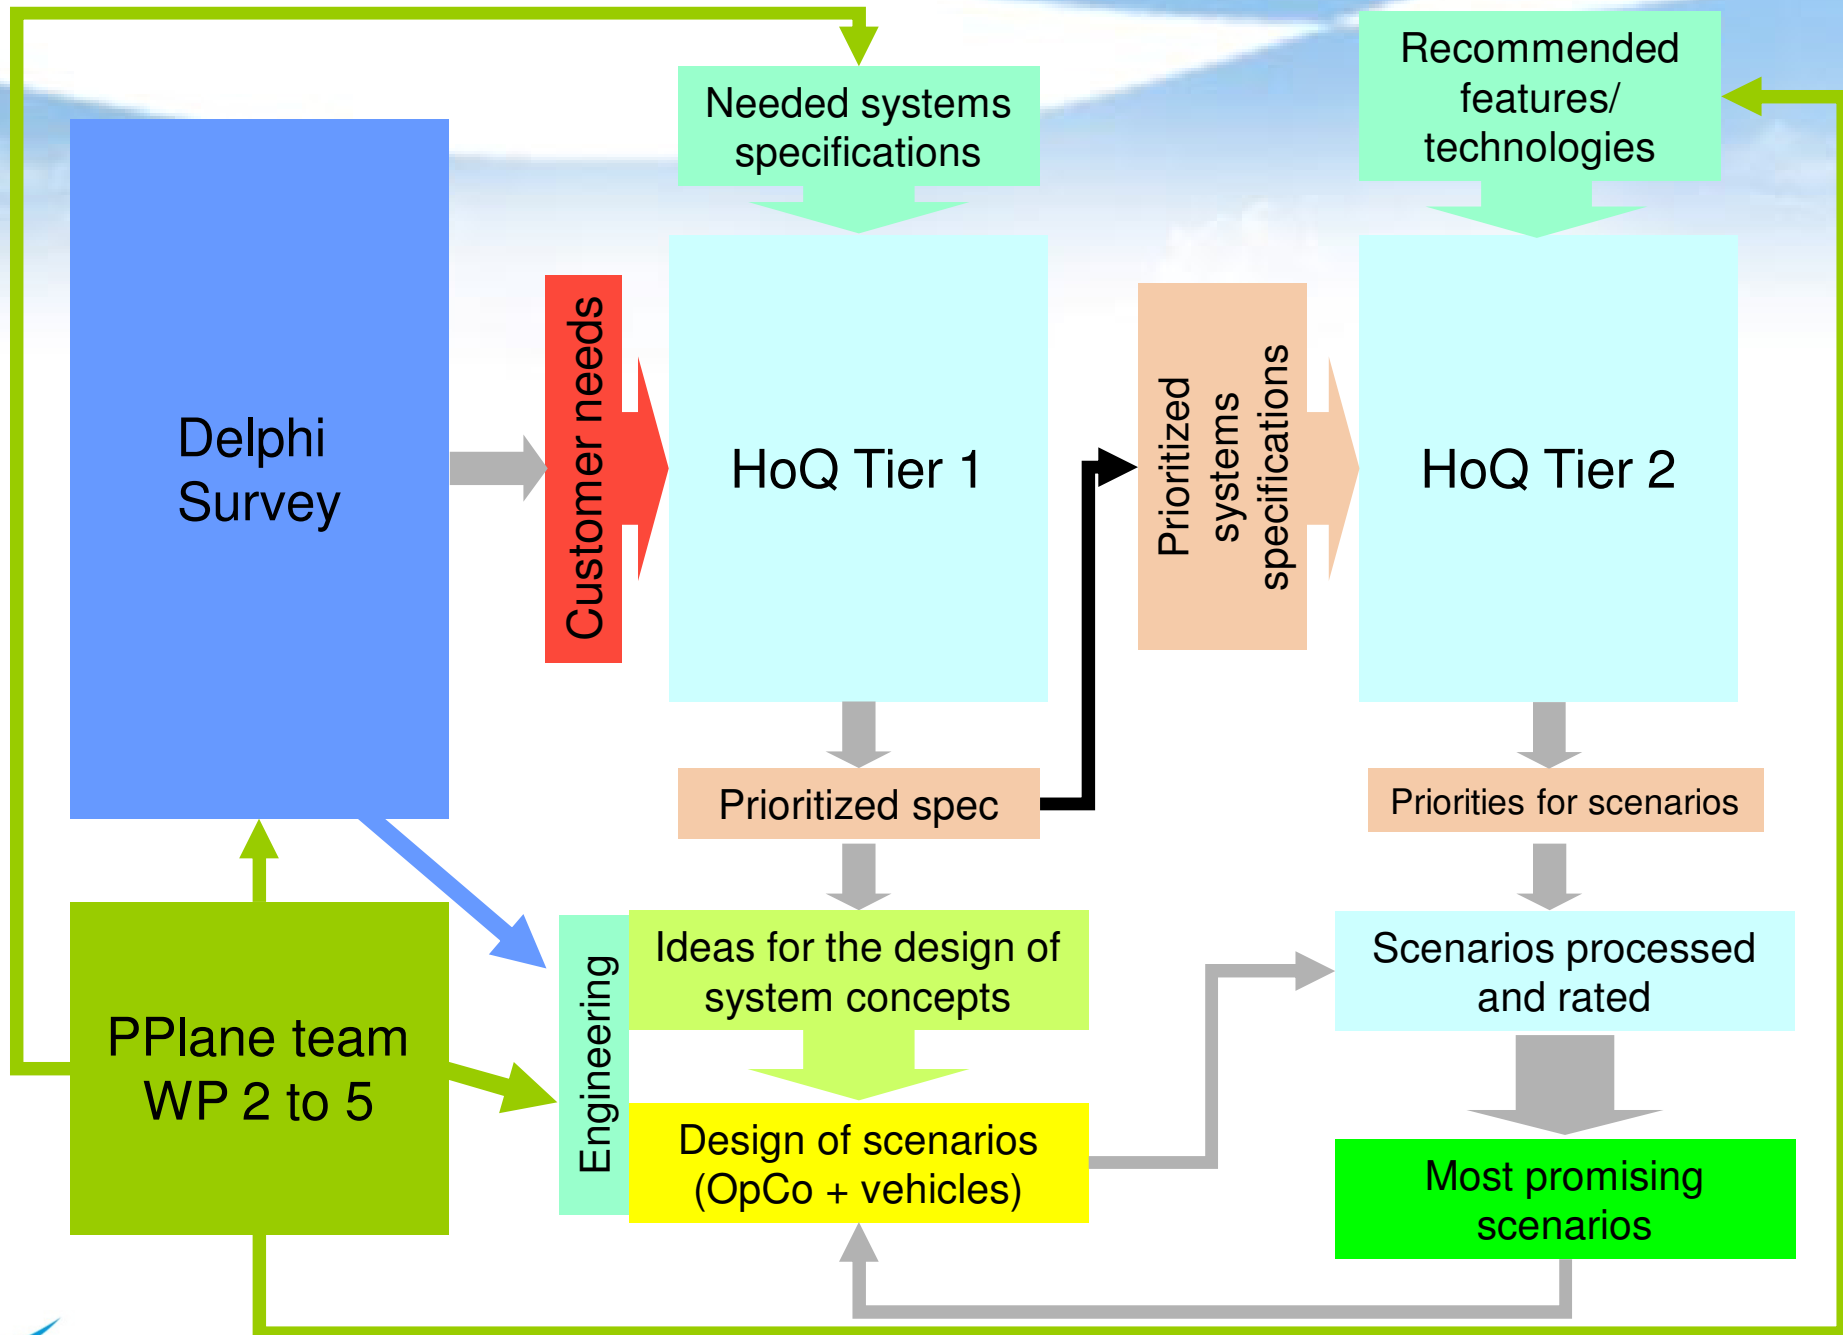 Needed systems
specifications
Recommended
features/
technologies
Delphi
Survey
Customer needs
HoQ Tier 1
Prioritized
systems
specifications
HoQ Tier 2
Prioritized spec
Priorities for scenarios
PPlane team
WP 2 to 5
Engineering
Ideas for the design of
system concepts
Design of scenarios
(OpCo + vehicles)
Scenarios processed
and rated
Most promising
scenarios